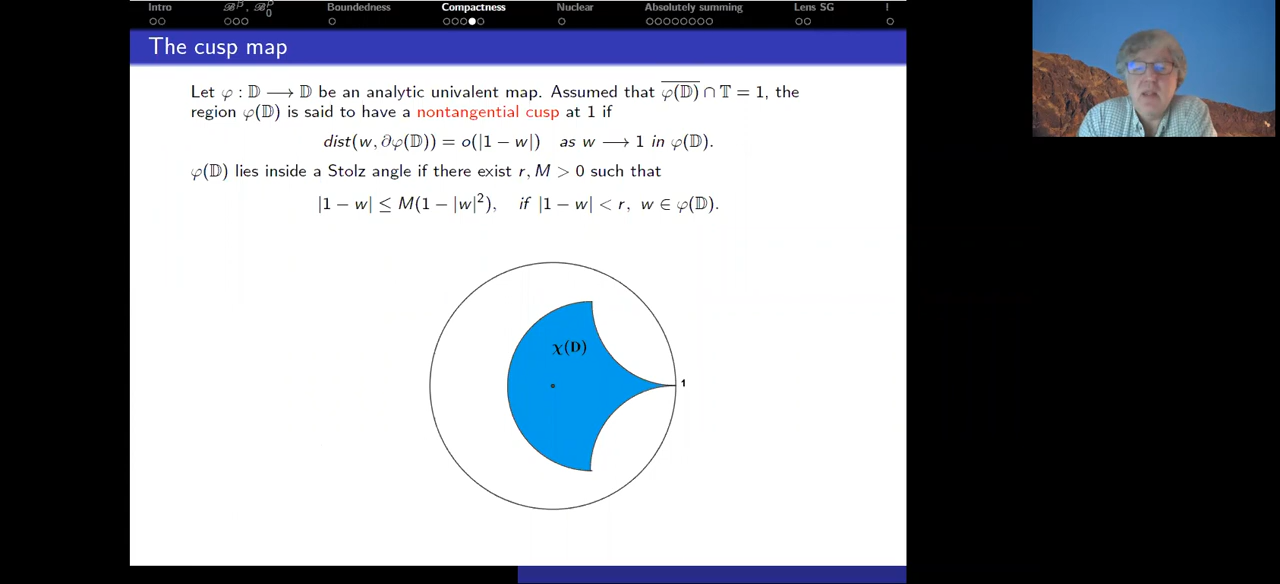 Intro ℬ^p, ℬ^p_0 Boundedness Compactness Nuclear Absolutely summing Lens SG !
The cusp map
Let φ : 𝔻 ⟶ 𝔻 be an analytic univalent map. Assumed that \overline{φ(𝔻)} ∩ 𝕋 = 1, the
region φ(𝔻) is said to have a nontangential cusp at 1 if
dist(w, ∂φ(𝔻)) = o(|1 − w|) as w ⟶ 1 in φ(𝔻).
φ(𝔻) lies inside a Stolz angle if there exist r, M > 0 such that
|1 − w| ≤ M(1 − |w|²), if |1 − w| < r, w ∈ φ(𝔻).
χ(D)
1